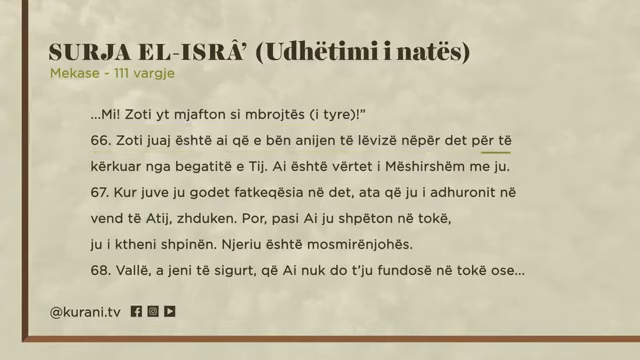 SURJA EL-ISRÂ’ (Udhëtimi i natës)
Mekase - 111 vargje
...Mi! Zoti yt mjafton si mbrojtës (i tyre)!”
66. Zoti juaj është ai që e bën anijen të lëvizë nëpër det për të
kërkuar nga begatitë e Tij. Ai është vërtet i Mëshirshëm me ju.
67. Kur juve ju godet fatkeqësia në det, ata që ju i adhuronit në
vend të Atij, zhduken. Por, pasi Ai ju shpëton në tokë,
ju i ktheni shpinën. Njeriu është mosmirënjohës.
68. Vallë, a jeni të sigurt, që Ai nuk do t’ju fundosë në tokë ose...
@kurani.tv